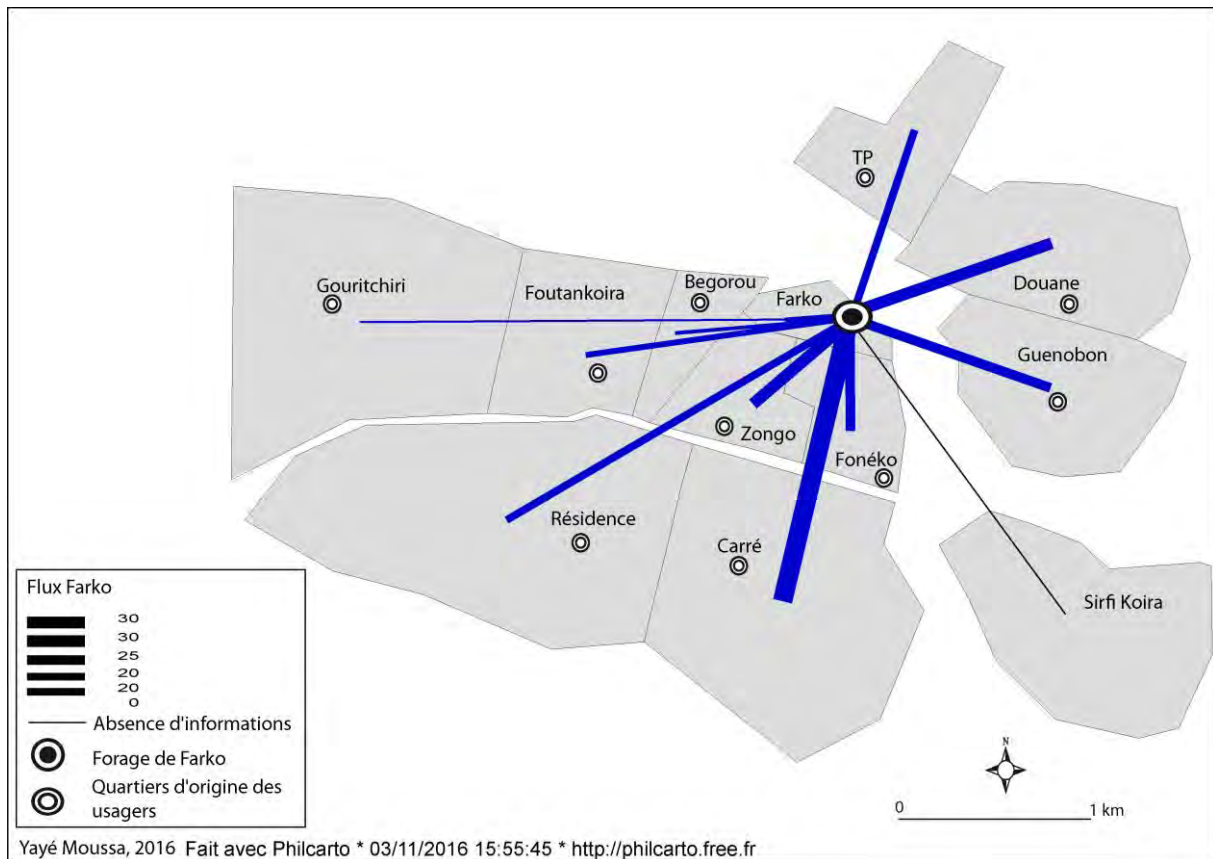 TP
Gouritchiri
Foutankoira
Begorou
Farko
Douane
Guenobon
Zongo
Fonéko
Résidence
Carré
Sirfi Koira
Flux Farko
30
30
25
20
20
0
Absence d'informations
Forage de Farko
Quartiers d'origine des
usagers
N
0
1 km
Yayé Moussa, 2016 Fait avec Philcarto * 03/11/2016 15:55:45 * http://philcarto.free.fr